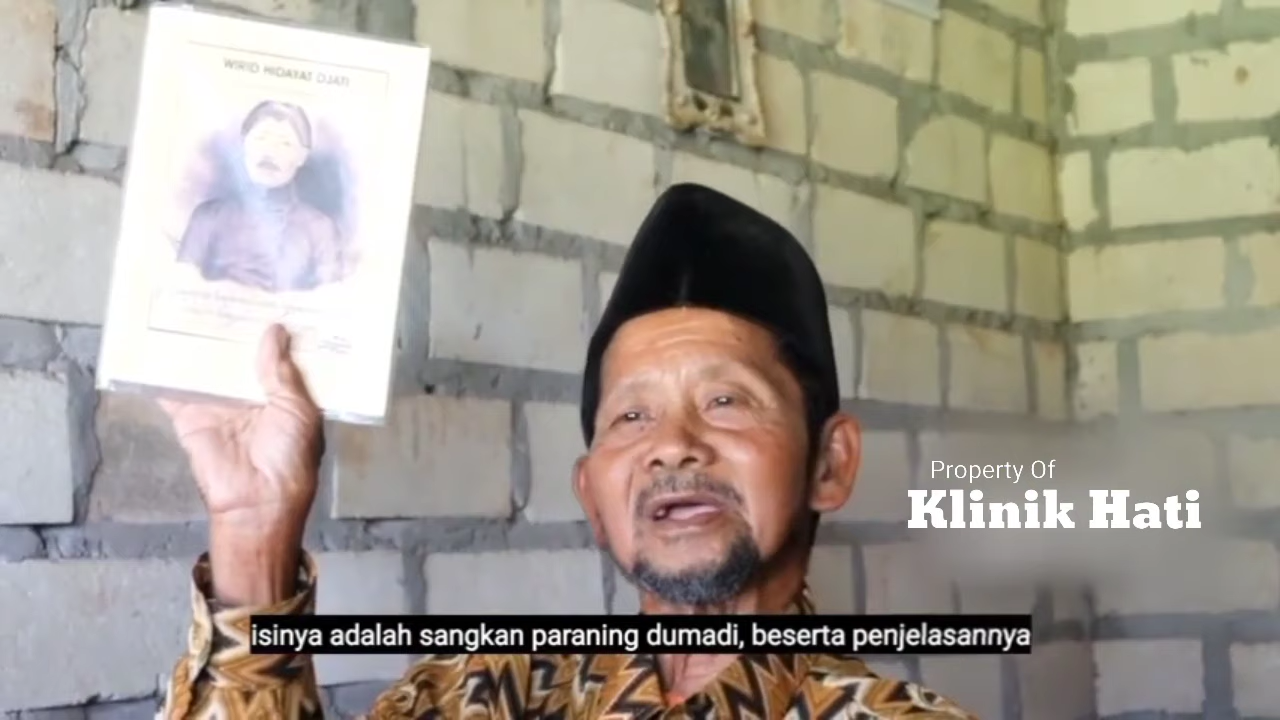 WIRID HIDAYAT DJATI
Property Of
Klinik Hati
isinya adalah sangkan paraning dumadi, beserta penjelasannya